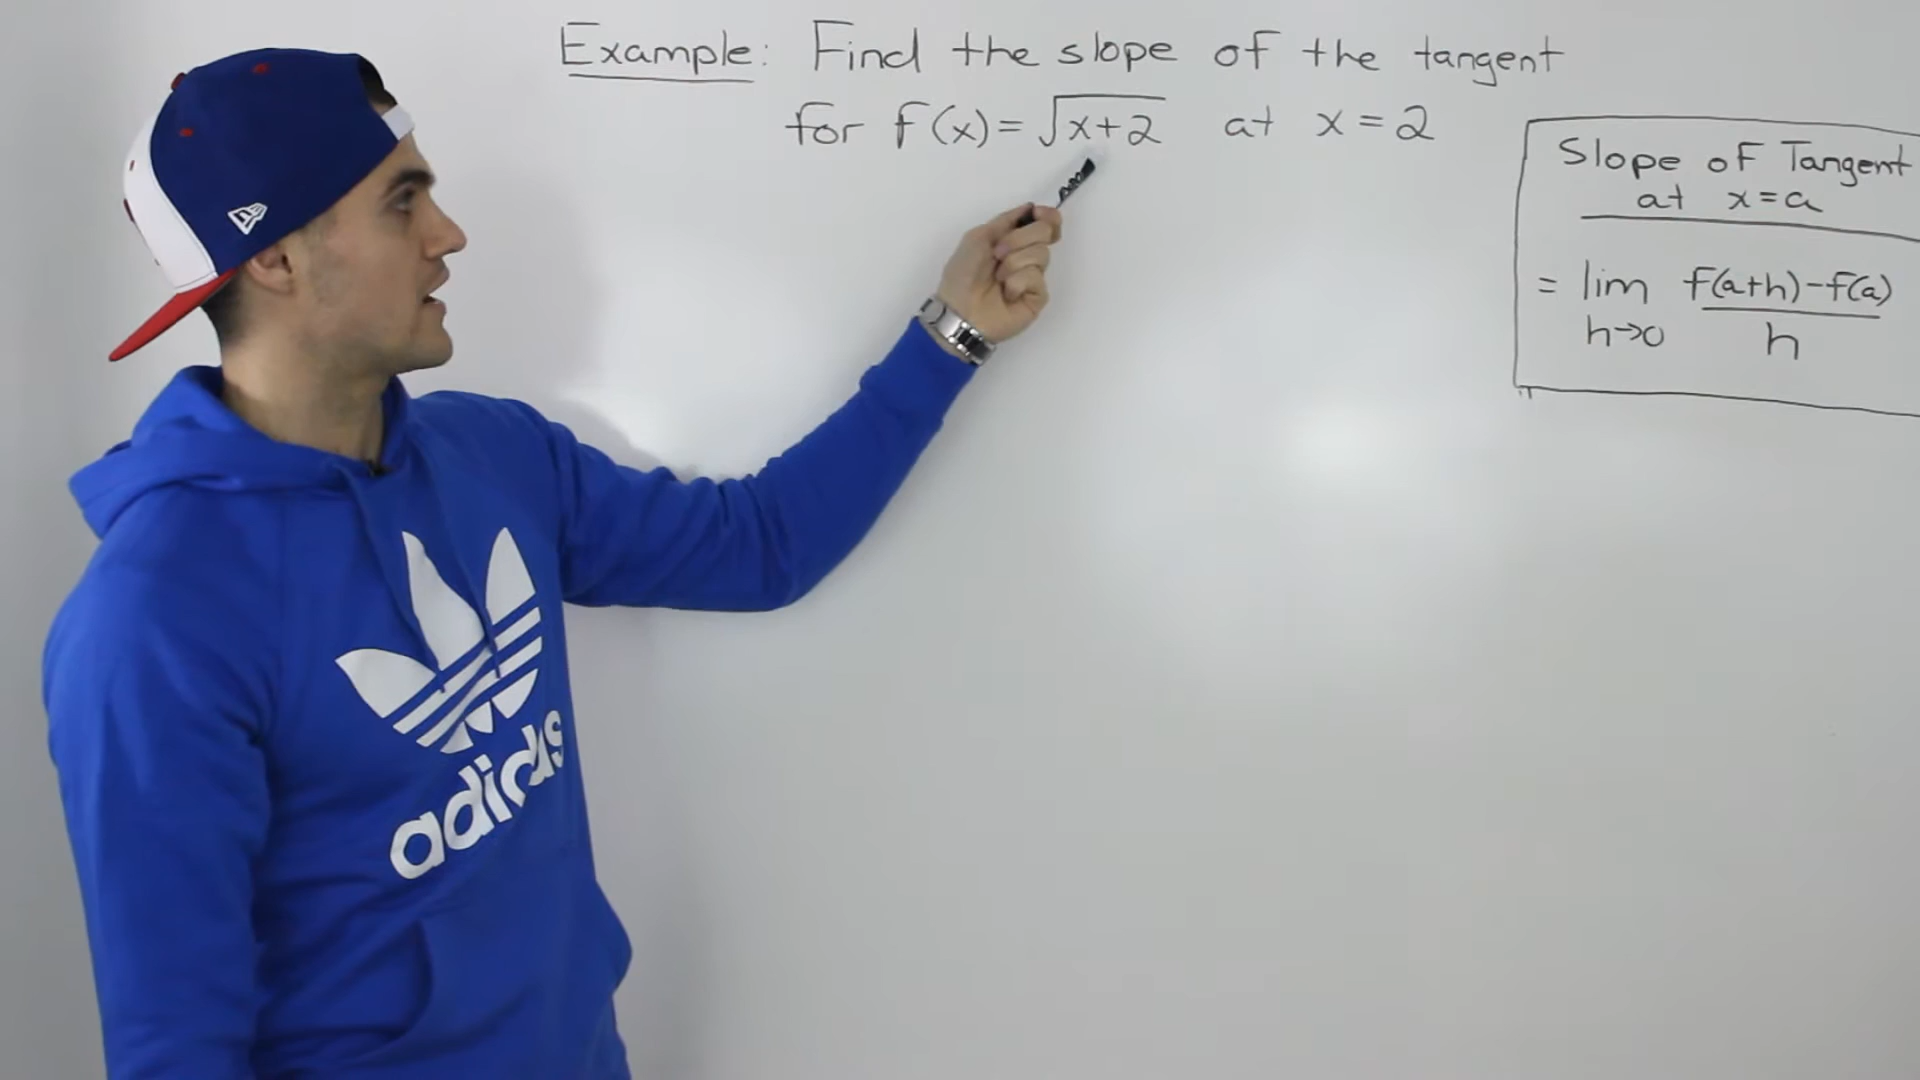 Example: Find the slope of the tangent
for f(x) = √x+2 at x = 2
Slope of Tangent
at x=a
= lim f(a+h)-f(a)
h→0 h
adidas